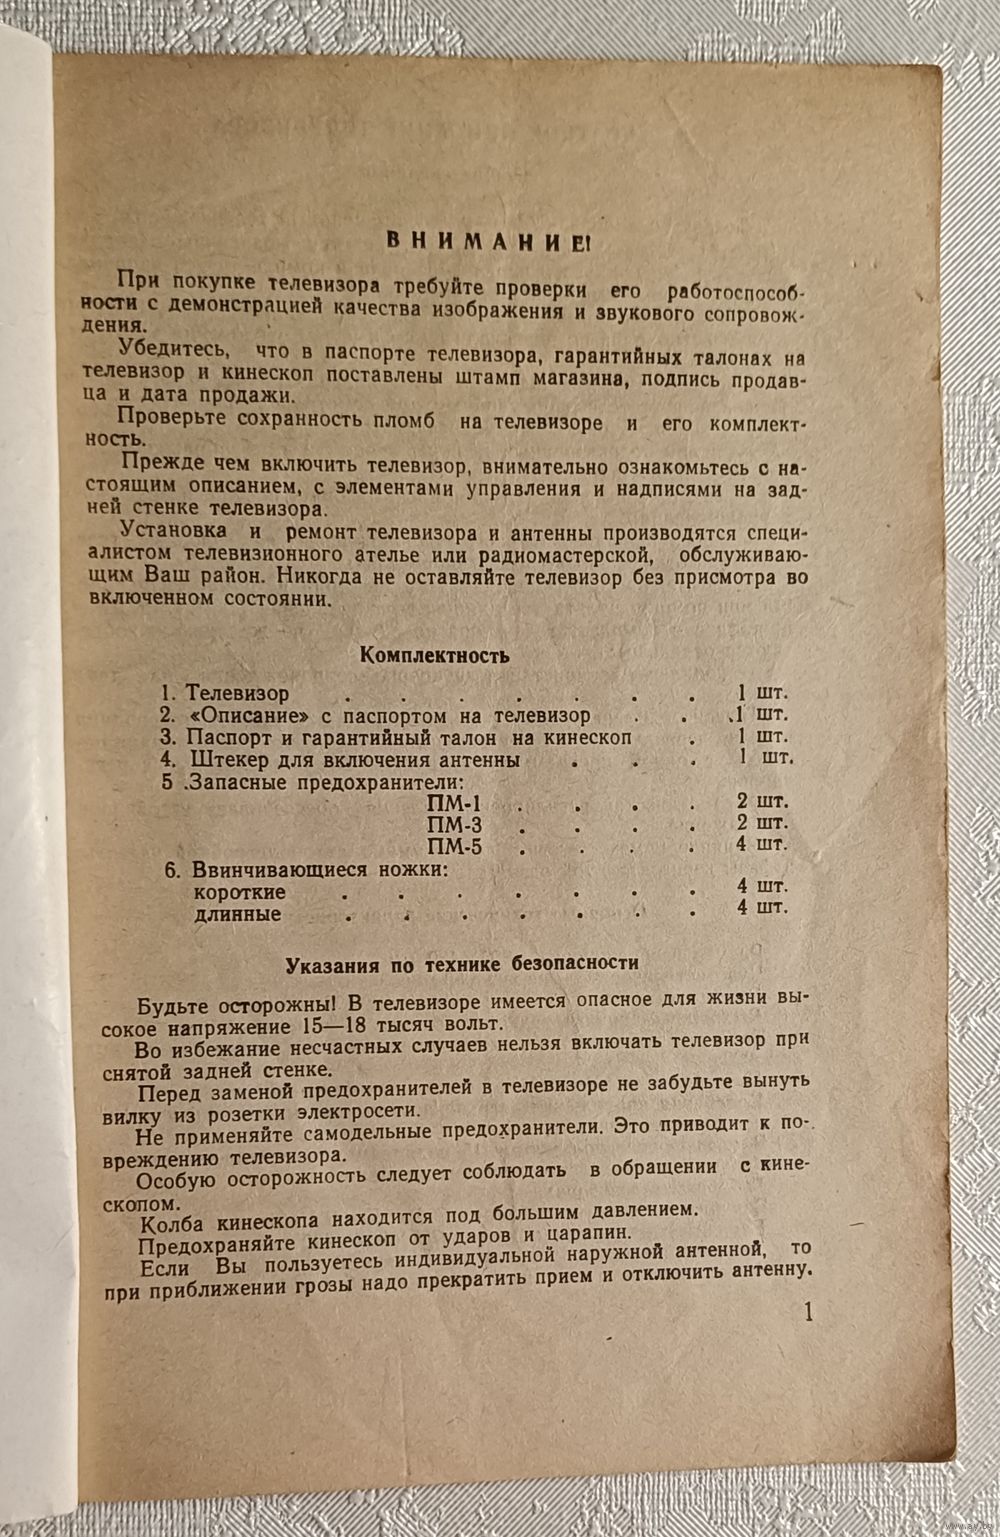 ВНИМАНИЕ!
При покупке телевизора требуйте проверки его работоспособ-
ности с демонстрацией качества изображения и звукового сопровож-
дения.
Убедитесь, что в паспорте телевизора, гарантийных талонах на
телевизор и кинескоп поставлены штамп магазина, подпись продав-
ца и дата продажи.
Проверьте сохранность пломб на телевизоре и его комплект-
ность.
Прежде чем включить телевизор, внимательно ознакомьтесь с на-
стоящим описанием, с элементами управления и надписями на зад-
ней стенке телевизора.
Установка и ремонт телевизора и антенны производятся специ-
алистом телевизионного ателье или радиомастерской, обслуживаю-
щим Ваш район. Никогда не оставляйте телевизор без присмотра во
включенном состоянии.
Комплектность
1. Телевизор . . . . . . . 1 шт.
2. «Описание» с паспортом на телевизор . . .1 шт.
3. Паспорт и гарантийный талон на кинескоп . 1 шт.
4. Штекер для включения антенны . . . 1 шт.
5 .Запасные предохранители:
ПМ-1 . . . . 2 шт.
ПМ-3 . . . . 2 шт.
ПМ-5 . . . . 4 шт.
6. Ввинчивающиеся ножки:
короткие . . . . . . . 4 шт.
длинные . . . . . . . 4 шт.
Указания по технике безопасности
Будьте осторожны! В телевизоре имеется опасное для жизни вы-
сокое напряжение 15—18 тысяч вольт.
Во избежание несчастных случаев нельзя включать телевизор при
снятой задней стенке.
Перед заменой предохранителей в телевизоре не забудьте вынуть
вилку из розетки электросети.
Не применяйте самодельные предохранители. Это приводит к по-
вреждению телевизора.
Особую осторожность следует соблюдать в обращении с кине-
скопом.
Колба кинескопа находится под большим давлением.
Предохраняйте кинескоп от ударов и царапин.
Если Вы пользуетесь индивидуальной наружной антенной, то
при приближении грозы надо прекратить прием и отключить антенну.
1
www.ay.by